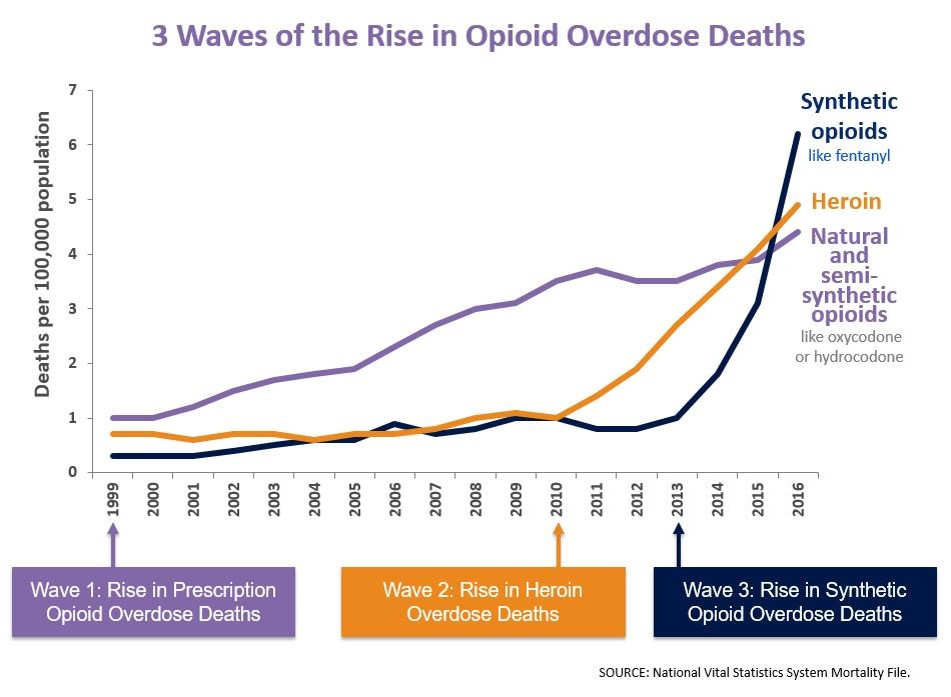 3 Waves of the Rise in Opioid Overdose Deaths
Deaths per 100,000 population
7
6
5
4
3
2
1
0
1999
2000
2001
2002
2003
2004
2005
2006
2007
2008
2009
2010
2011
2012
2013
2014
2015
2016
Synthetic
opioids
like fentanyl
Heroin
Natural
and
semi-
synthetic
opioids
like oxycodone
or hydrocodone
Wave 1: Rise in Prescription
Opioid Overdose Deaths
Wave 2: Rise in Heroin
Overdose Deaths
Wave 3: Rise in Synthetic
Opioid Overdose Deaths
SOURCE: National Vital Statistics System Mortality File.